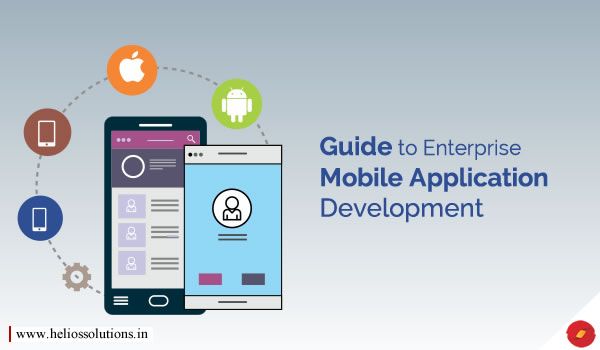 Guide to Enterprise
Mobile Application
Development
www.heliossolutions.in